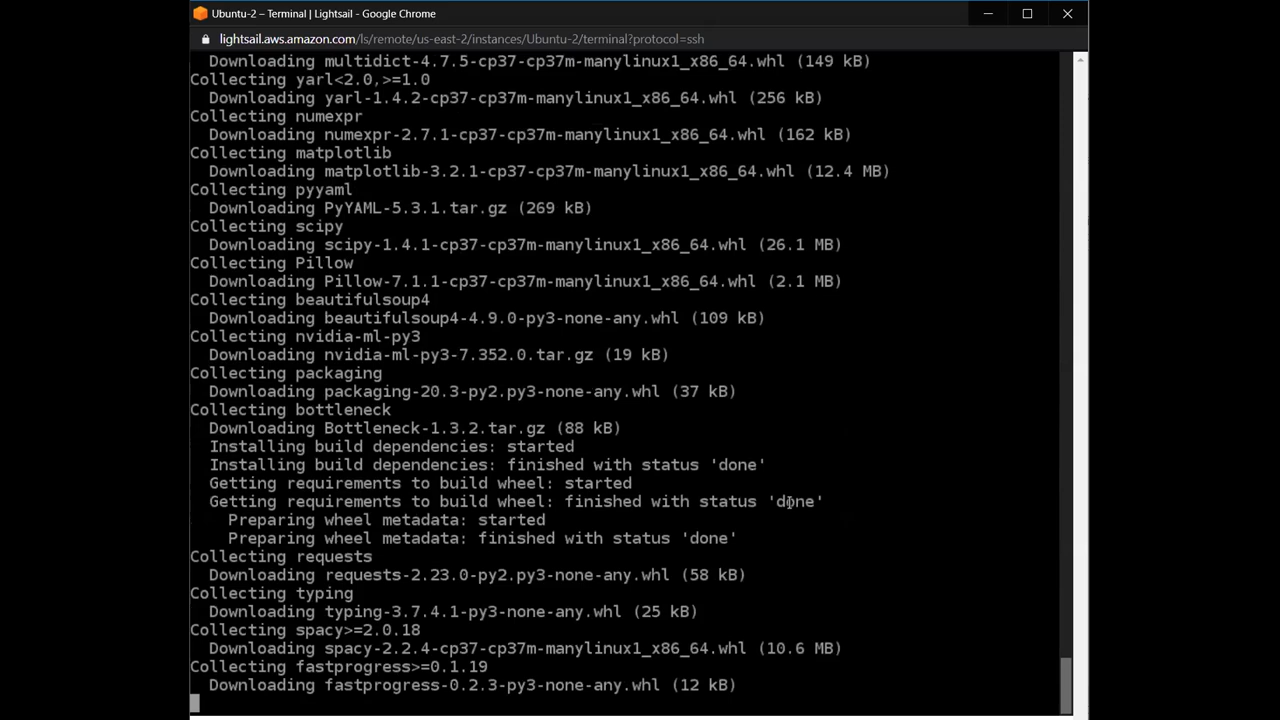 Ubuntu-2 – Terminal | Lightsail - Google Chrome
lightsail.aws.amazon.com/ls/remote/us-east-2/instances/Ubuntu-2/terminal?protocol=ssh
Downloading multidict-4.7.5-cp37-cp37m-manylinux1_x86_64.whl (149 kB)
Collecting yarl<2.0,>=1.0
Downloading yarl-1.4.2-cp37-cp37m-manylinux1_x86_64.whl (256 kB)
Collecting numexpr
Downloading numexpr-2.7.1-cp37-cp37m-manylinux1_x86_64.whl (162 kB)
Collecting matplotlib
Downloading matplotlib-3.2.1-cp37-cp37m-manylinux1_x86_64.whl (12.4 MB)
Collecting pyyaml
Downloading PyYAML-5.3.1.tar.gz (269 kB)
Collecting scipy
Downloading scipy-1.4.1-cp37-cp37m-manylinux1_x86_64.whl (26.1 MB)
Collecting Pillow
Downloading Pillow-7.1.1-cp37-cp37m-manylinux1_x86_64.whl (2.1 MB)
Collecting beautifulsoup4
Downloading beautifulsoup4-4.9.0-py3-none-any.whl (109 kB)
Collecting nvidia-ml-py3
Downloading nvidia-ml-py3-7.352.0.tar.gz (19 kB)
Collecting packaging
Downloading packaging-20.3-py2.py3-none-any.whl (37 kB)
Collecting bottleneck
Downloading Bottleneck-1.3.2.tar.gz (88 kB)
Installing build dependencies: started
Installing build dependencies: finished with status 'done'
Getting requirements to build wheel: started
Getting requirements to build wheel: finished with status 'done'
Preparing wheel metadata: started
Preparing wheel metadata: finished with status 'done'
Collecting requests
Downloading requests-2.23.0-py2.py3-none-any.whl (58 kB)
Collecting typing
Downloading typing-3.7.4.1-py3-none-any.whl (25 kB)
Collecting spacy>=2.0.18
Downloading spacy-2.2.4-cp37-cp37m-manylinux1_x86_64.whl (10.6 MB)
Collecting fastprogress>=0.1.19
Downloading fastprogress-0.2.3-py3-none-any.whl (12 kB)